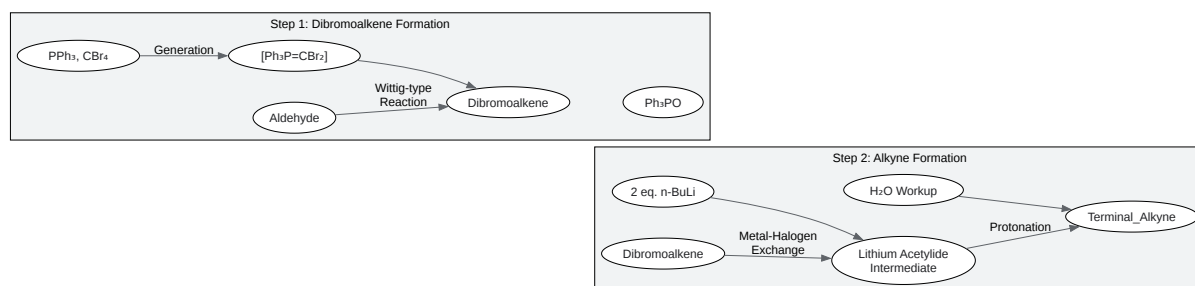 Step 1: Dibromoalkene Formation
PPh₃, CBr₄
Generation
[Ph₃P=CBr₂]
Aldehyde
Wittig-type
Reaction
Dibromoalkene
Ph₃PO
Step 2: Alkyne Formation
2 eq. n-BuLi
H₂O Workup
Dibromoalkene
Metal-Halogen
Exchange
Lithium Acetylide
Intermediate
Protonation
Terminal_Alkyne